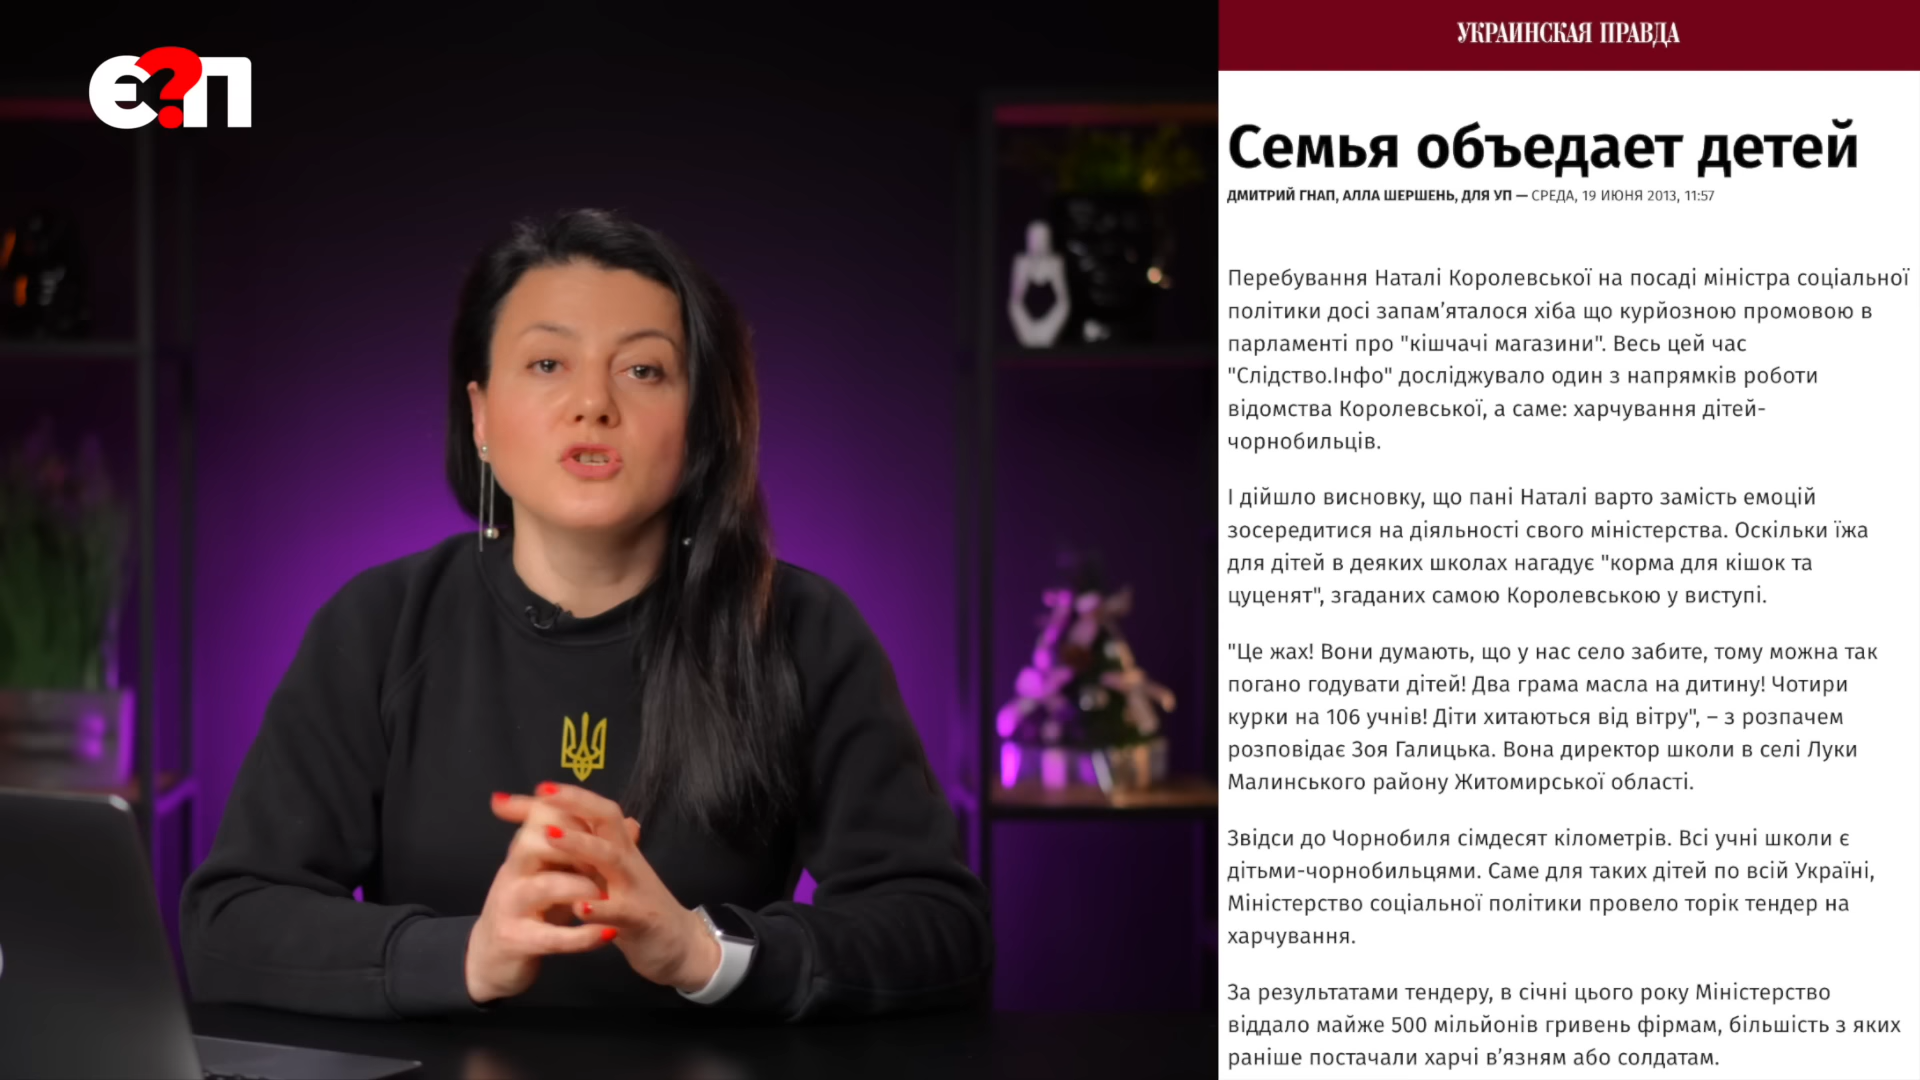 Є?П
УКРАИНСКАЯ ПРАВДА
Семья объедает детей
ДМИТРИЙ ГНАП, АЛЛА ШЕРШЕНЬ, ДЛЯ УП — СРЕДА, 19 ИЮНЯ 2013, 11:57
Перебування Наталі Королевської на посаді міністра соціальної
політики досі запам’яталося хіба що курйозною промовою в
парламенті про "кішчачі магазини". Весь цей час
"Слідство.Інфо" досліджувало один з напрямків роботи
відомства Королевської, а саме: харчування дітей-
чорнобильців.
І дійшло висновку, що пані Наталі варто замість емоцій
зосередитися на діяльності свого міністерства. Оскільки їжа
для дітей в деяких школах нагадує "корма для кішок та
цуценят", згаданих самою Королевською у виступі.
"Це жах! Вони думають, що у нас село забите, тому можна так
погано годувати дітей! Два грама масла на дитину! Чотири
курки на 106 учнів! Діти хитаються від вітру", – з розпачем
розповідає Зоя Галицька. Вона директор школи в селі Луки
Малинського району Житомирської області.
Звідси до Чорнобиля сімдесят кілометрів. Всі учні школи є
дітьми-чорнобильцями. Саме для таких дітей по всій Україні,
Міністерство соціальної політики провело торік тендер на
харчування.
За результатами тендеру, в січні цього року Міністерство
віддало майже 500 мільйонів гривень фірмам, більшість з яких
раніше постачали харчі в’язням або солдатам.